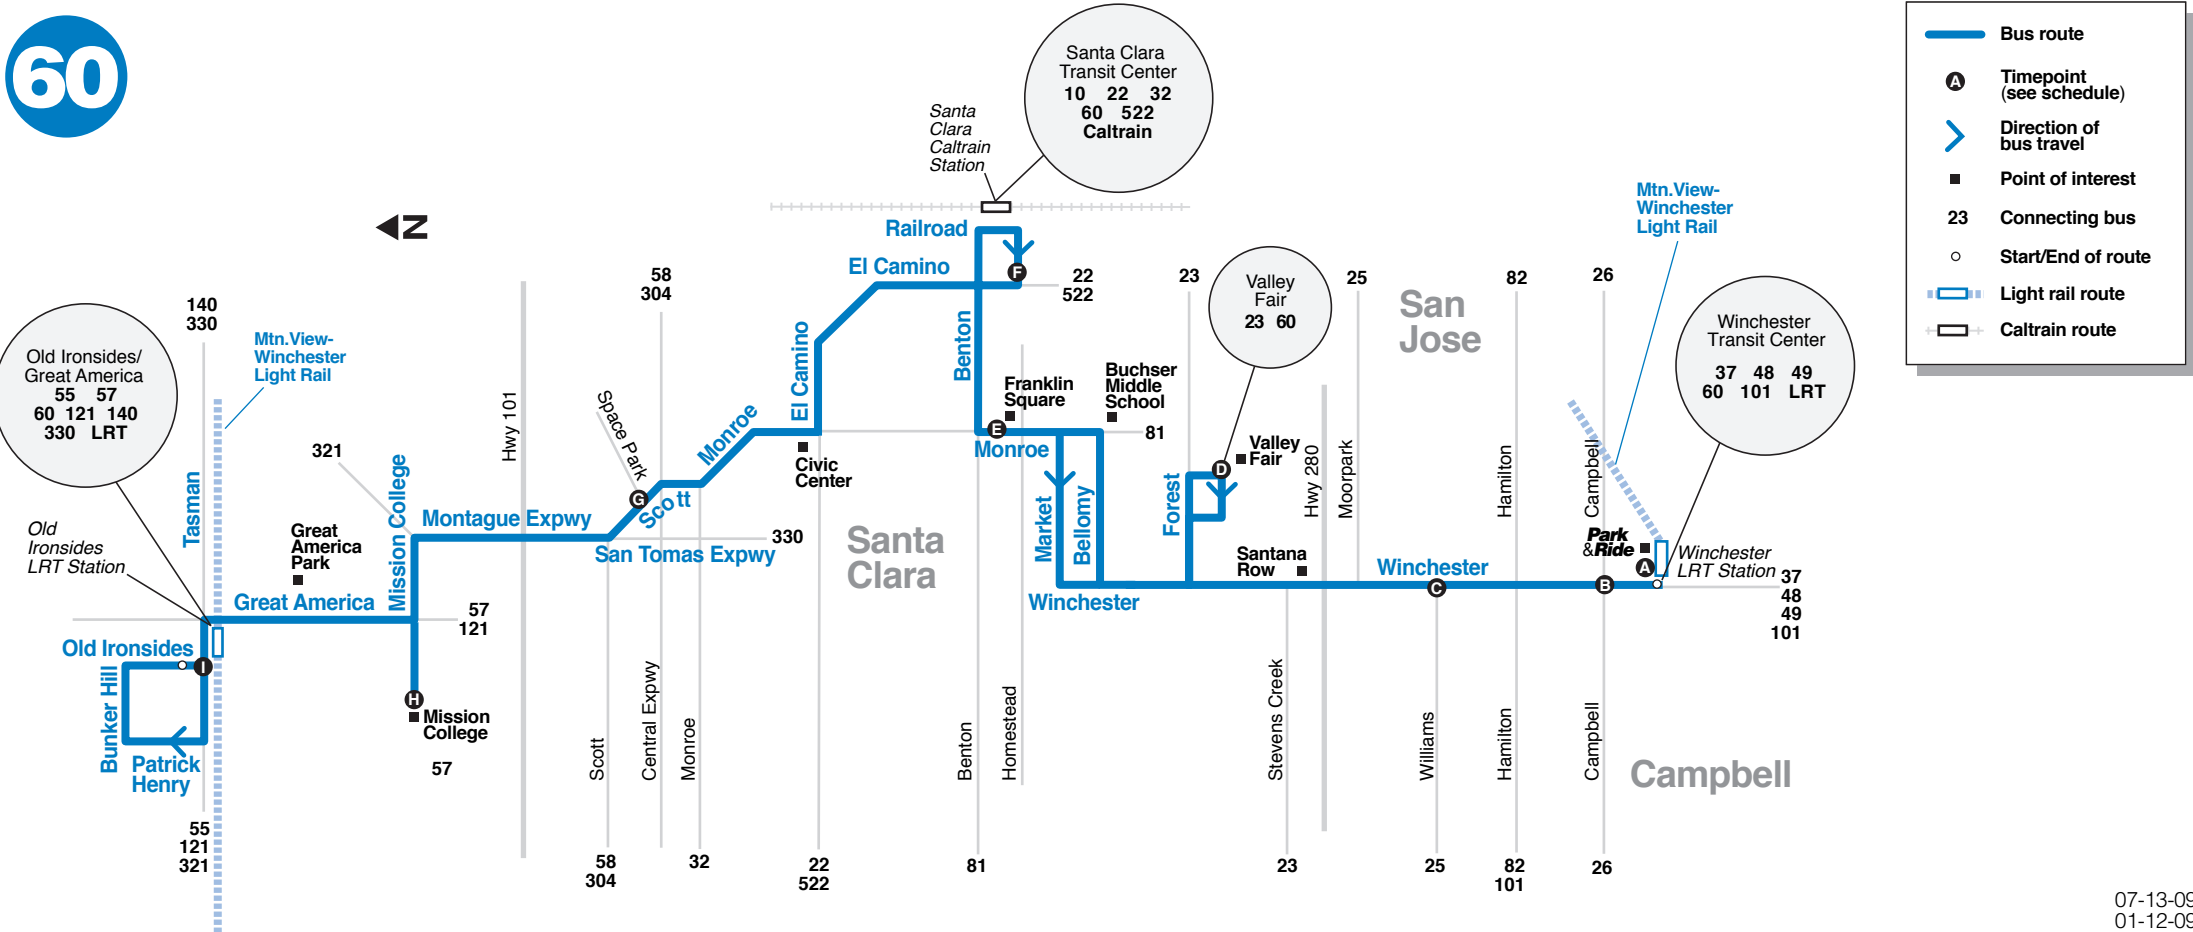 60
Santa Clara
Transit Center
10 22 32
60 522
Caltrain
Santa
Clara
Caltrain
Station
N
Railroad
El Camino
F
22
522
58
304
140
330
Old Ironsides/
Great America
55 57
60 121 140
330 LRT
Mtn.View-
Winchester
Light Rail
Tasman
Old
Ironsides
LRT Station
321
Great
America
Park
Great America
Mission College
Hwy 101
Montague Expwy
Space Park
G
Scott
Monroe
San Tomas Expwy
330
El Camino
Civic
Center
Santa
Clara
Benton
Franklin
Square
E
Monroe
Buchser
Middle
School
81
Market
Bellomy
Winchester
23
Valley
Fair
23 60
D
Valley
Fair
Forest
Santana
Row
Hwy 280
Moorpark
25
San
Jose
Winchester
C
82
Hamilton
26
Campbell
Park
&Ride
A
B
Mtn.View-
Winchester
Light Rail
Winchester
Transit Center
37 48 49
60 101 LRT
Winchester
LRT Station
37
48
49
101
57
121
Old Ironsides
I
Bunker Hill
Patrick
Henry
H
Mission
College
57
55
121
321
Scott
58
304
Central Expwy
Monroe
32
22
522
Benton
81
Homestead
Stevens Creek
23
Williams
25
Hamilton
82
101
Campbell
26
Campbell
Bus route
A
Timepoint
(see schedule)
Direction of
bus travel
Point of interest
23
Connecting bus
Start/End of route
Light rail route
Caltrain route
07-13-09
01-12-09